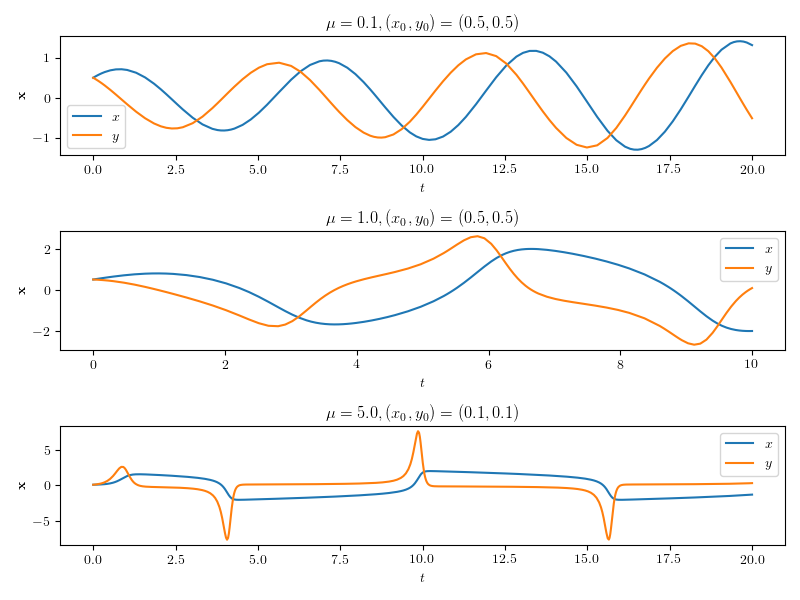 μ = 0.1, (x₀, y₀) = (0.5, 0.5)
x
1
0
−1
x
y
0.0 2.5 5.0 7.5 10.0 12.5 15.0 17.5 20.0
t
μ = 1.0, (x₀, y₀) = (0.5, 0.5)
x
2
0
−2
x
y
0 2 4 6 8 10
t
μ = 5.0, (x₀, y₀) = (0.1, 0.1)
x
5
0
−5
x
y
0.0 2.5 5.0 7.5 10.0 12.5 15.0 17.5 20.0
t